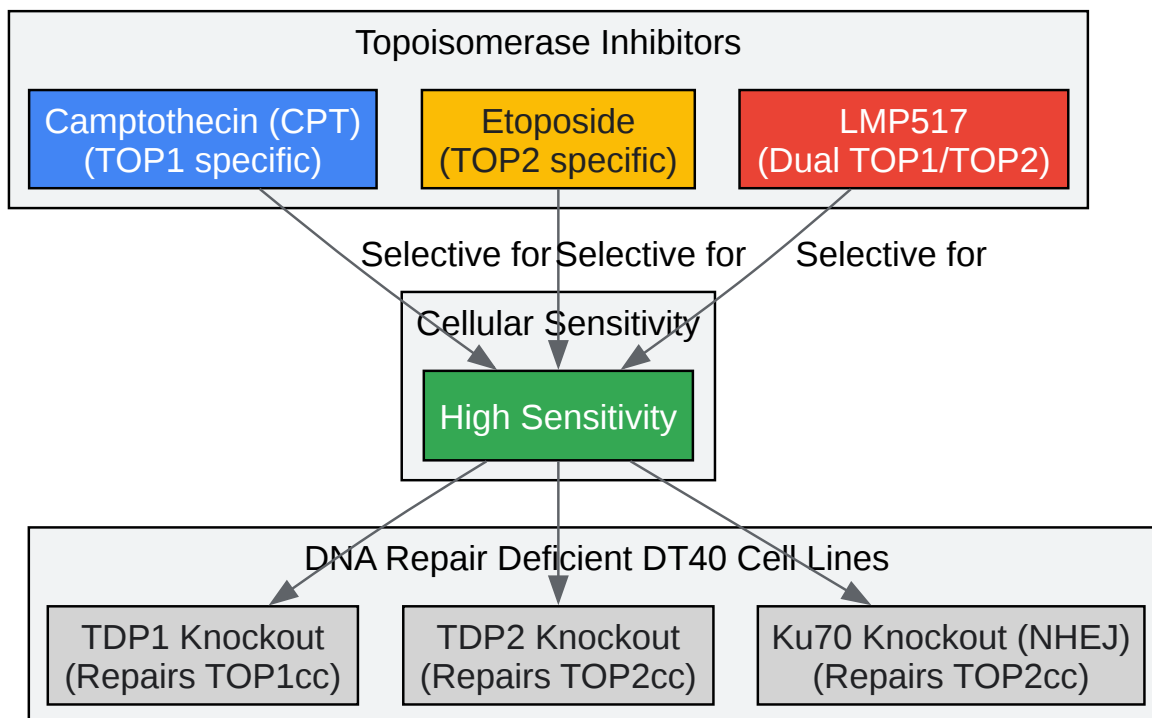 Topoisomerase Inhibitors
Camptothecin (CPT)
(TOP1 specific)
Etoposide
(TOP2 specific)
LMP517
(Dual TOP1/TOP2)
Selective for
Selective for
Selective for
Cellular Sensitivity
High Sensitivity
DNA Repair Deficient DT40 Cell Lines
TDP1 Knockout
(Repairs TOP1cc)
TDP2 Knockout
(Repairs TOP2cc)
Ku70 Knockout (NHEJ)
(Repairs TOP2cc)